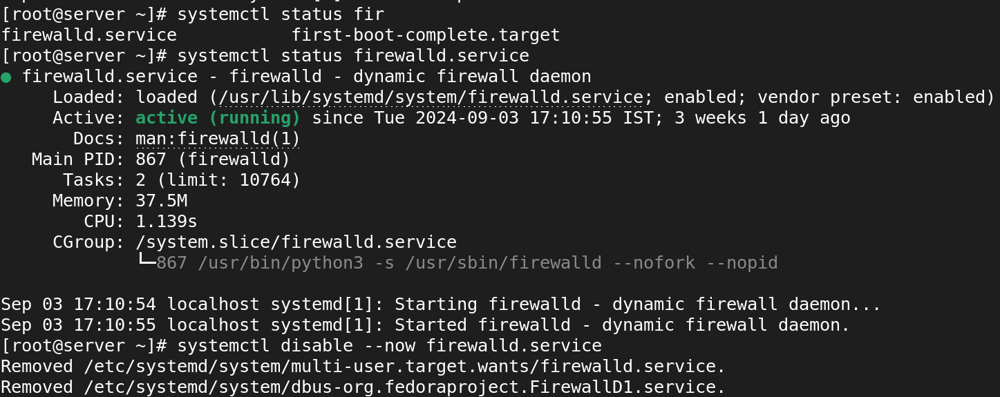 [root@server ~]# systemctl status fir
firewalld.service           first-boot-complete.target
[root@server ~]# systemctl status firewalld.service
● firewalld.service - firewalld - dynamic firewall daemon
     Loaded: loaded (/usr/lib/systemd/system/firewalld.service; enabled; vendor preset: enabled)
     Active: active (running) since Tue 2024-09-03 17:10:55 IST; 3 weeks 1 day ago
       Docs: man:firewalld(1)
   Main PID: 867 (firewalld)
      Tasks: 2 (limit: 10764)
     Memory: 37.5M
        CPU: 1.139s
     CGroup: /system.slice/firewalld.service
             └─867 /usr/bin/python3 -s /usr/sbin/firewalld --nofork --nopid
Sep 03 17:10:54 localhost systemd[1]: Starting firewalld - dynamic firewall daemon...
Sep 03 17:10:55 localhost systemd[1]: Started firewalld - dynamic firewall daemon.
[root@server ~]# systemctl disable --now firewalld.service
Removed /etc/systemd/system/multi-user.target.wants/firewalld.service.
Removed /etc/systemd/system/dbus-org.fedoraproject.FirewallD1.service.